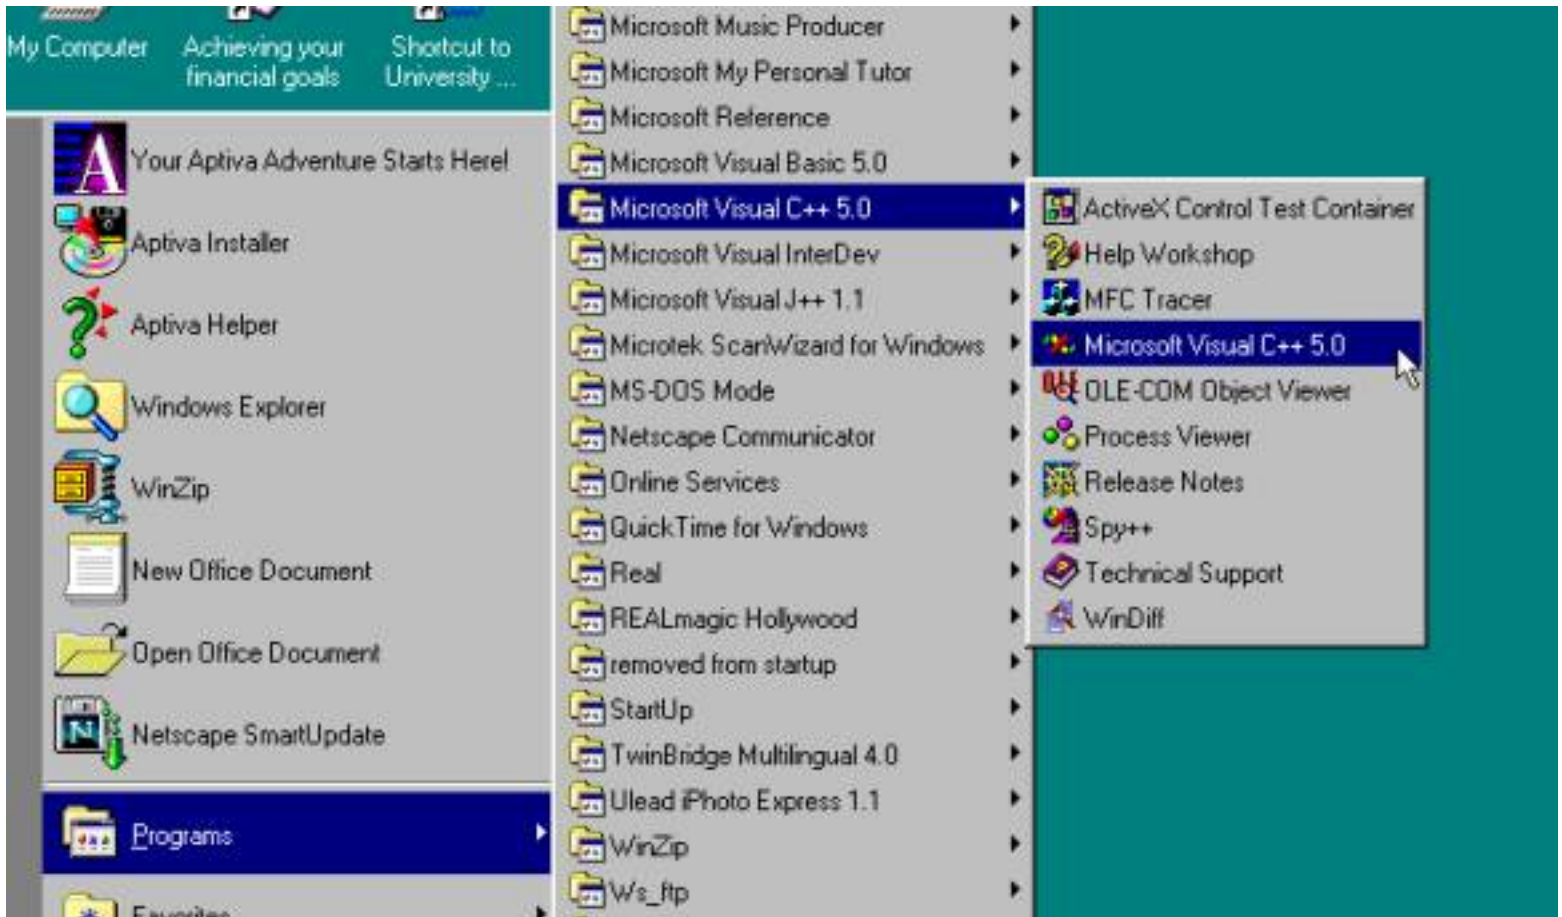 My Computer
Achieving your
financial goals
Shortcut to
University ...
Your Aptiva Adventure Starts Here!
Aptiva Installer
Aptiva Helper
Windows Explorer
WinZip
New Office Document
Open Office Document
Netscape SmartUpdate
Programs
Favorites
Microsoft Music Producer
Microsoft My Personal Tutor
Microsoft Reference
Microsoft Visual Basic 5.0
Microsoft Visual C++ 5.0
Microsoft Visual InterDev
Microsoft Visual J++ 1.1
Microtek ScanWizard for Windows
MS-DOS Mode
Netscape Communicator
Online Services
QuickTime for Windows
Real
REALmagic Hollywood
removed from startup
StartUp
TwinBridge Multilingual 4.0
Ulead iPhoto Express 1.1
WinZip
Ws_ftp
ActiveX Control Test Container
Help Workshop
MFC Tracer
Microsoft Visual C++ 5.0
OLE-COM Object Viewer
Process Viewer
Release Notes
Spy++
Technical Support
WinDiff